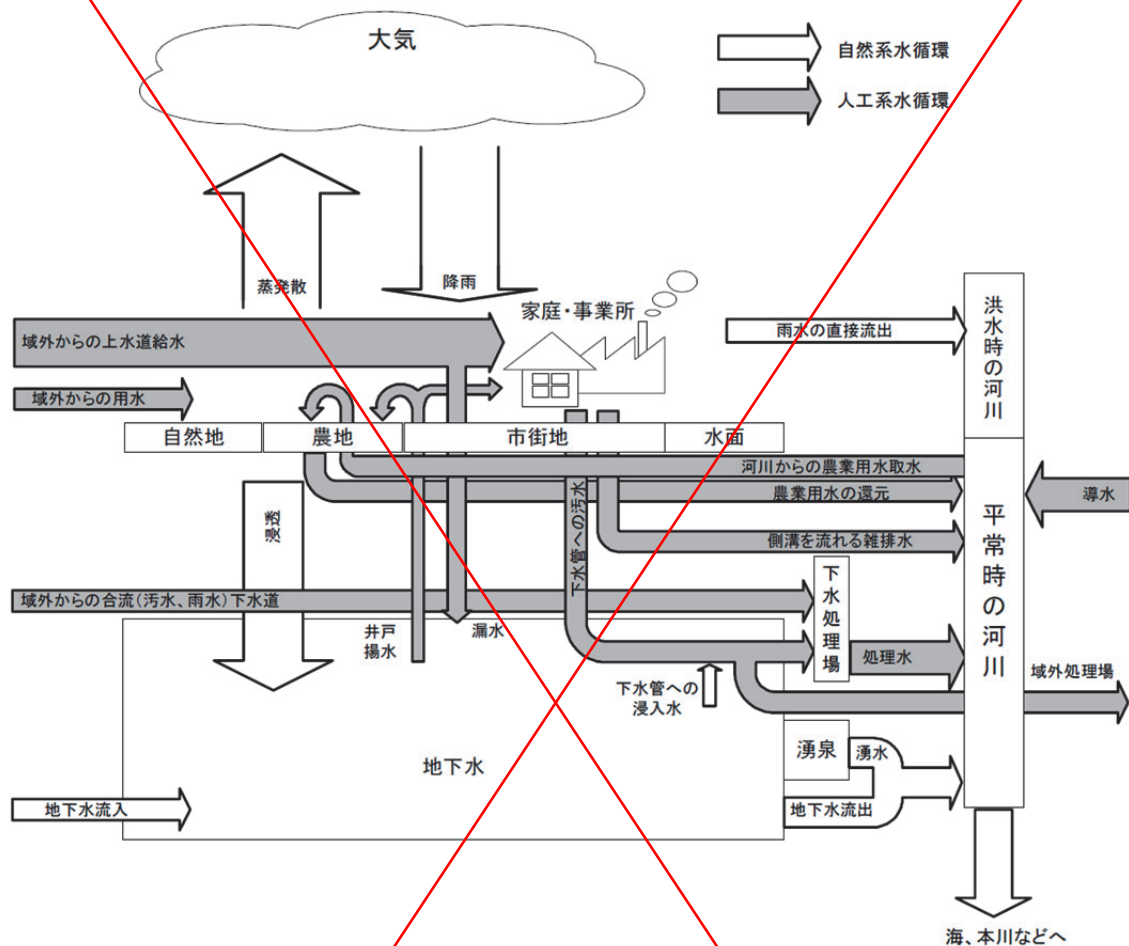 大気
自然系水循環
人工系水循環
蒸発散
降雨
家庭・事業所
域外からの上水道給水
雨水の直接流出
洪水時の河川
域外からの用水
自然地
農地
市街地
水面
河川からの農業用水取水
農業用水の還元
導水
浸透
下水管への汚水
側溝を流れる雑排水
平常時の河川
域外からの合流(汚水、雨水)下水道
下水処理場
井戸
揚水
漏水
処理水
域外処理場
下水管への
浸入水
湧泉
湧水
地下水
地下水流入
地下水流出
海、本川などへ